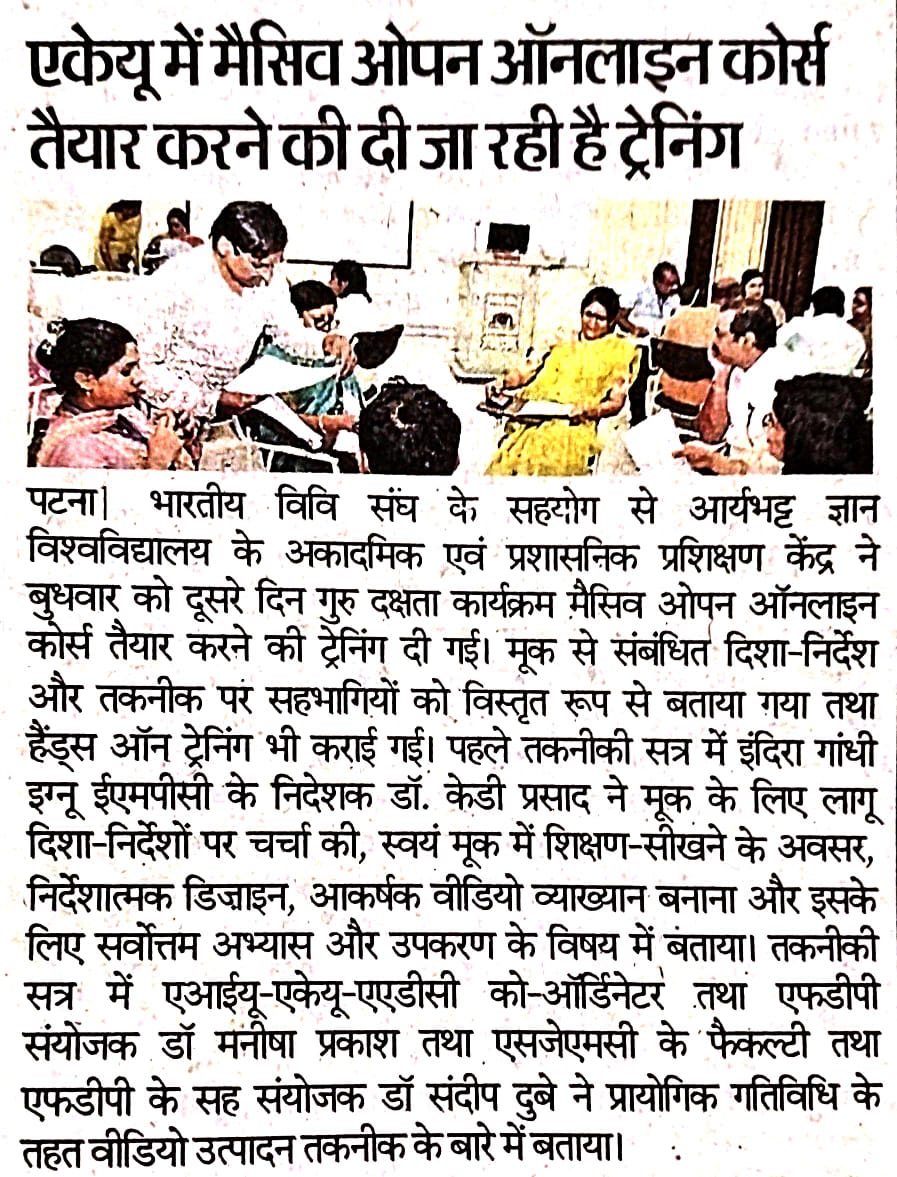 एकेयू में मैसिव ओपन ऑनलाइन कोर्स
तैयार करने की दी जा रही है ट्रेनिंग
पटना| भारतीय विवि संघ के सहयोग से आर्यभट्ट ज्ञान
विश्वविद्यालय के अकादमिक एवं प्रशासनिक प्रशिक्षण केंद्र ने
बुधवार को दूसरे दिन गुरु दक्षता कार्यक्रम मैसिव ओपन ऑनलाइन
कोर्स तैयार करने की ट्रेनिंग दी गई। मूक से संबंधित दिशा-निर्देश
और तकनीक पर सहभागियों को विस्तृत रूप से बताया गया तथा
हैंड्स ऑन ट्रेनिंग भी कराई गई। पहले तकनीकी सत्र में इंदिरा गांधी
इग्नू ईएमपीसी के निदेशक डॉ. केडी प्रसाद ने मूक के लिए लागू
दिशा-निर्देशों पर चर्चा की, स्वयं मूक में शिक्षण-सीखने के अवसर,
निर्देशात्मक डिज़ाइन, आकर्षक वीडियो व्याख्यान बनाना और इसके
लिए सर्वोत्तम अभ्यास और उपकरण के विषय में बताया। तकनीकी
सत्र में एआईयू-एकेयू-एएडीसी को-ऑर्डिनेटर तथा एफडीपी
संयोजक डॉ मनीषा प्रकाश तथा एसजेएमसी के फैकल्टी तथा
एफडीपी के सह संयोजक डॉ संदीप दुबे ने प्रायोगिक गतिविधि के
तहत वीडियो उत्पादन तकनीक के बारे में बताया।